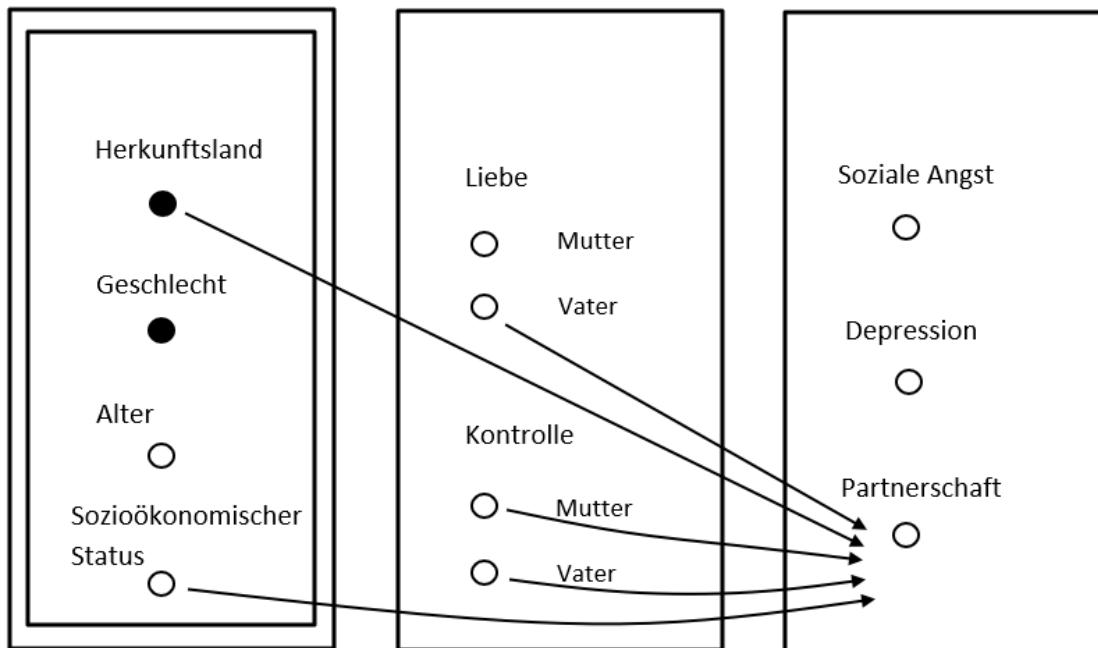 Herkunftsland
Geschlecht
Alter
Sozioökonomischer
Status
Liebe
Mutter
Vater
Kontrolle
Mutter
Vater
Soziale Angst
Depression
Partnerschaft